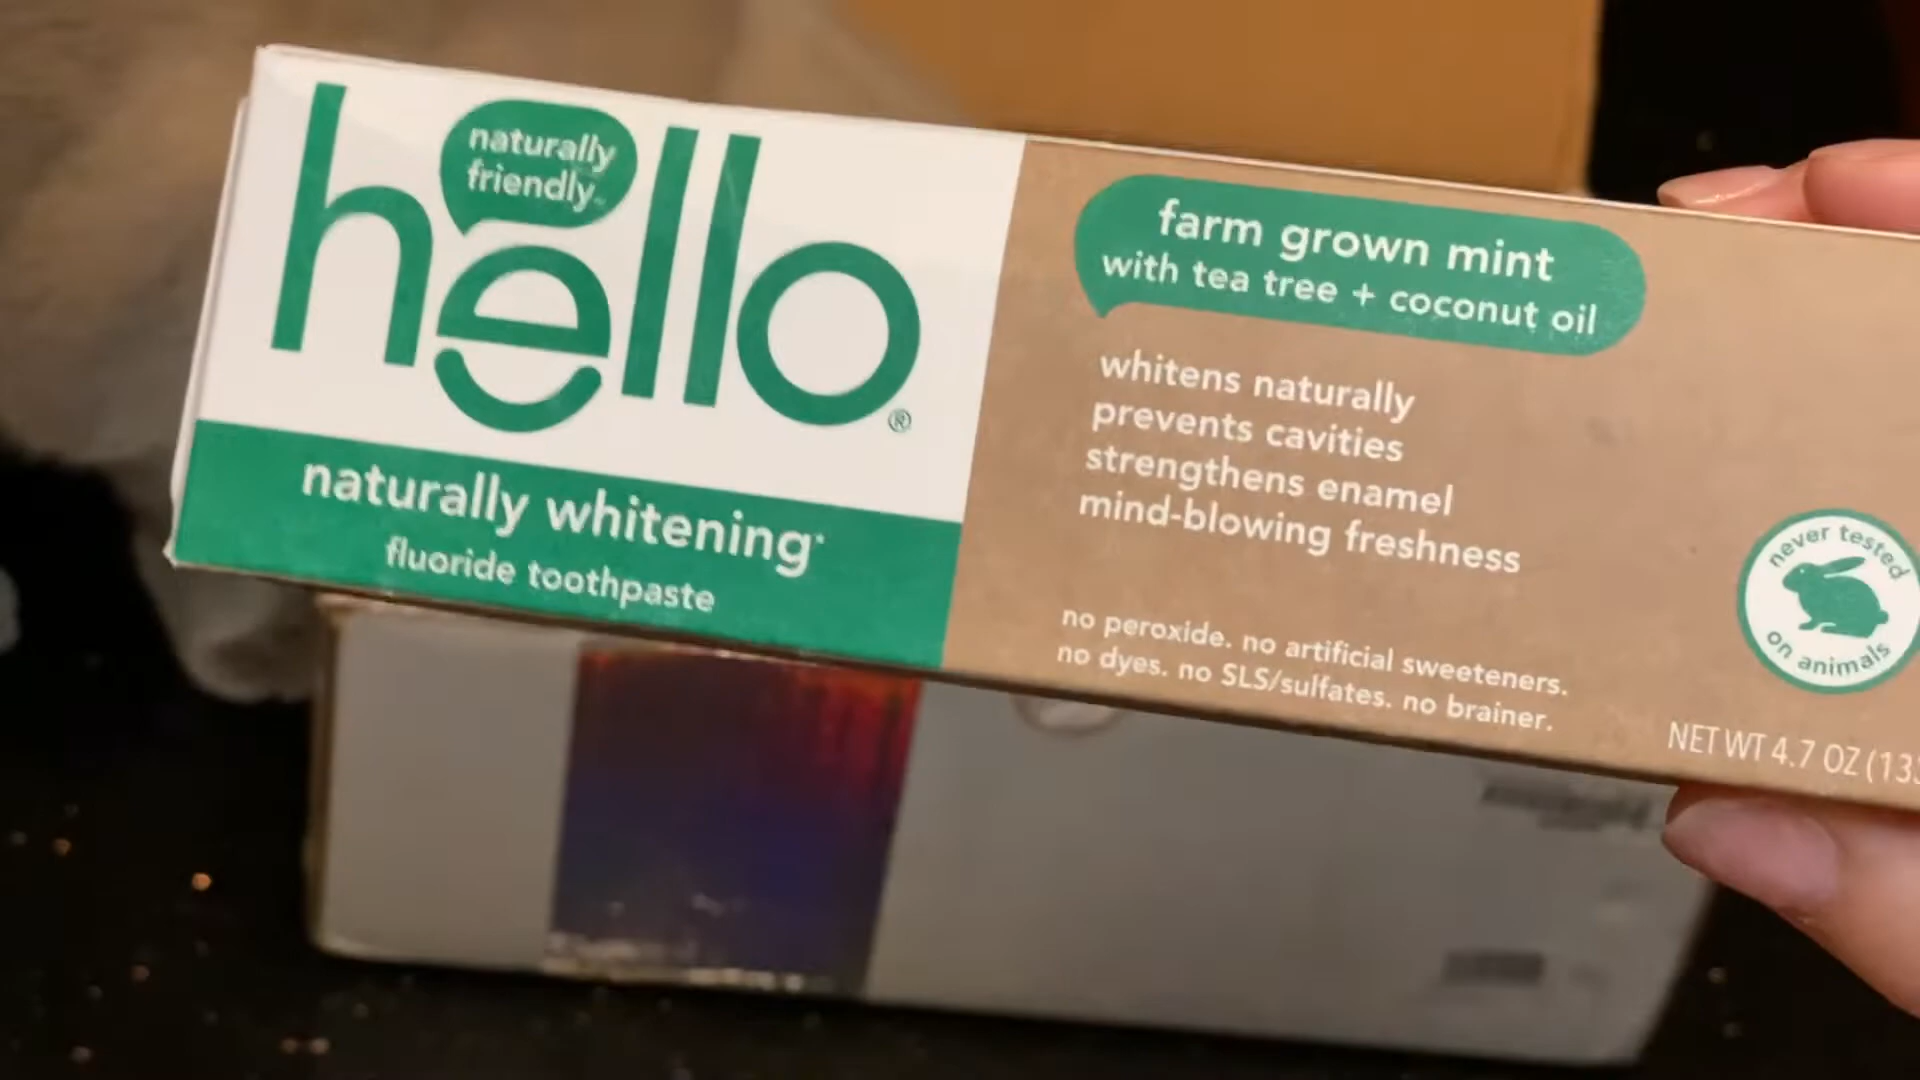 hello®
naturally
friendly™
naturally whitening*
fluoride toothpaste
farm grown mint
with tea tree + coconut oil
whitens naturally
prevents cavities
strengthens enamel
mind-blowing freshness
no peroxide. no artificial sweeteners.
no dyes. no SLS/sulfates. no brainer.
never tested
on animals
NET WT 4.7 OZ (133